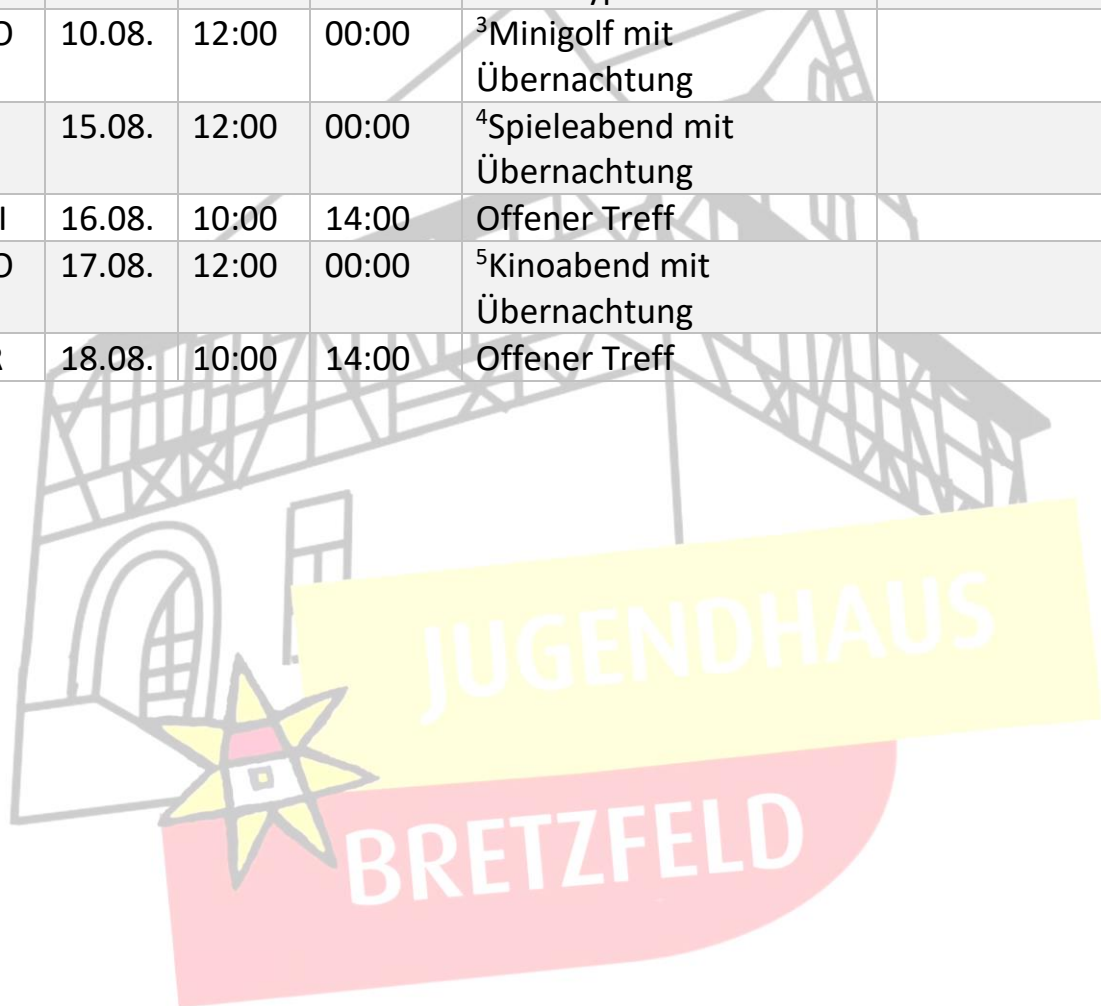 10.08. 12:00 00:00 ³Minigolf mit
Übernachtung
15.08. 12:00 00:00 ⁴Spieleabend mit
Übernachtung
16.08. 10:00 14:00 Offener Treff
17.08. 12:00 00:00 ⁵Kinoabend mit
Übernachtung
18.08. 10:00 14:00 Offener Treff
JUGENDHAUS
BRETZFELD